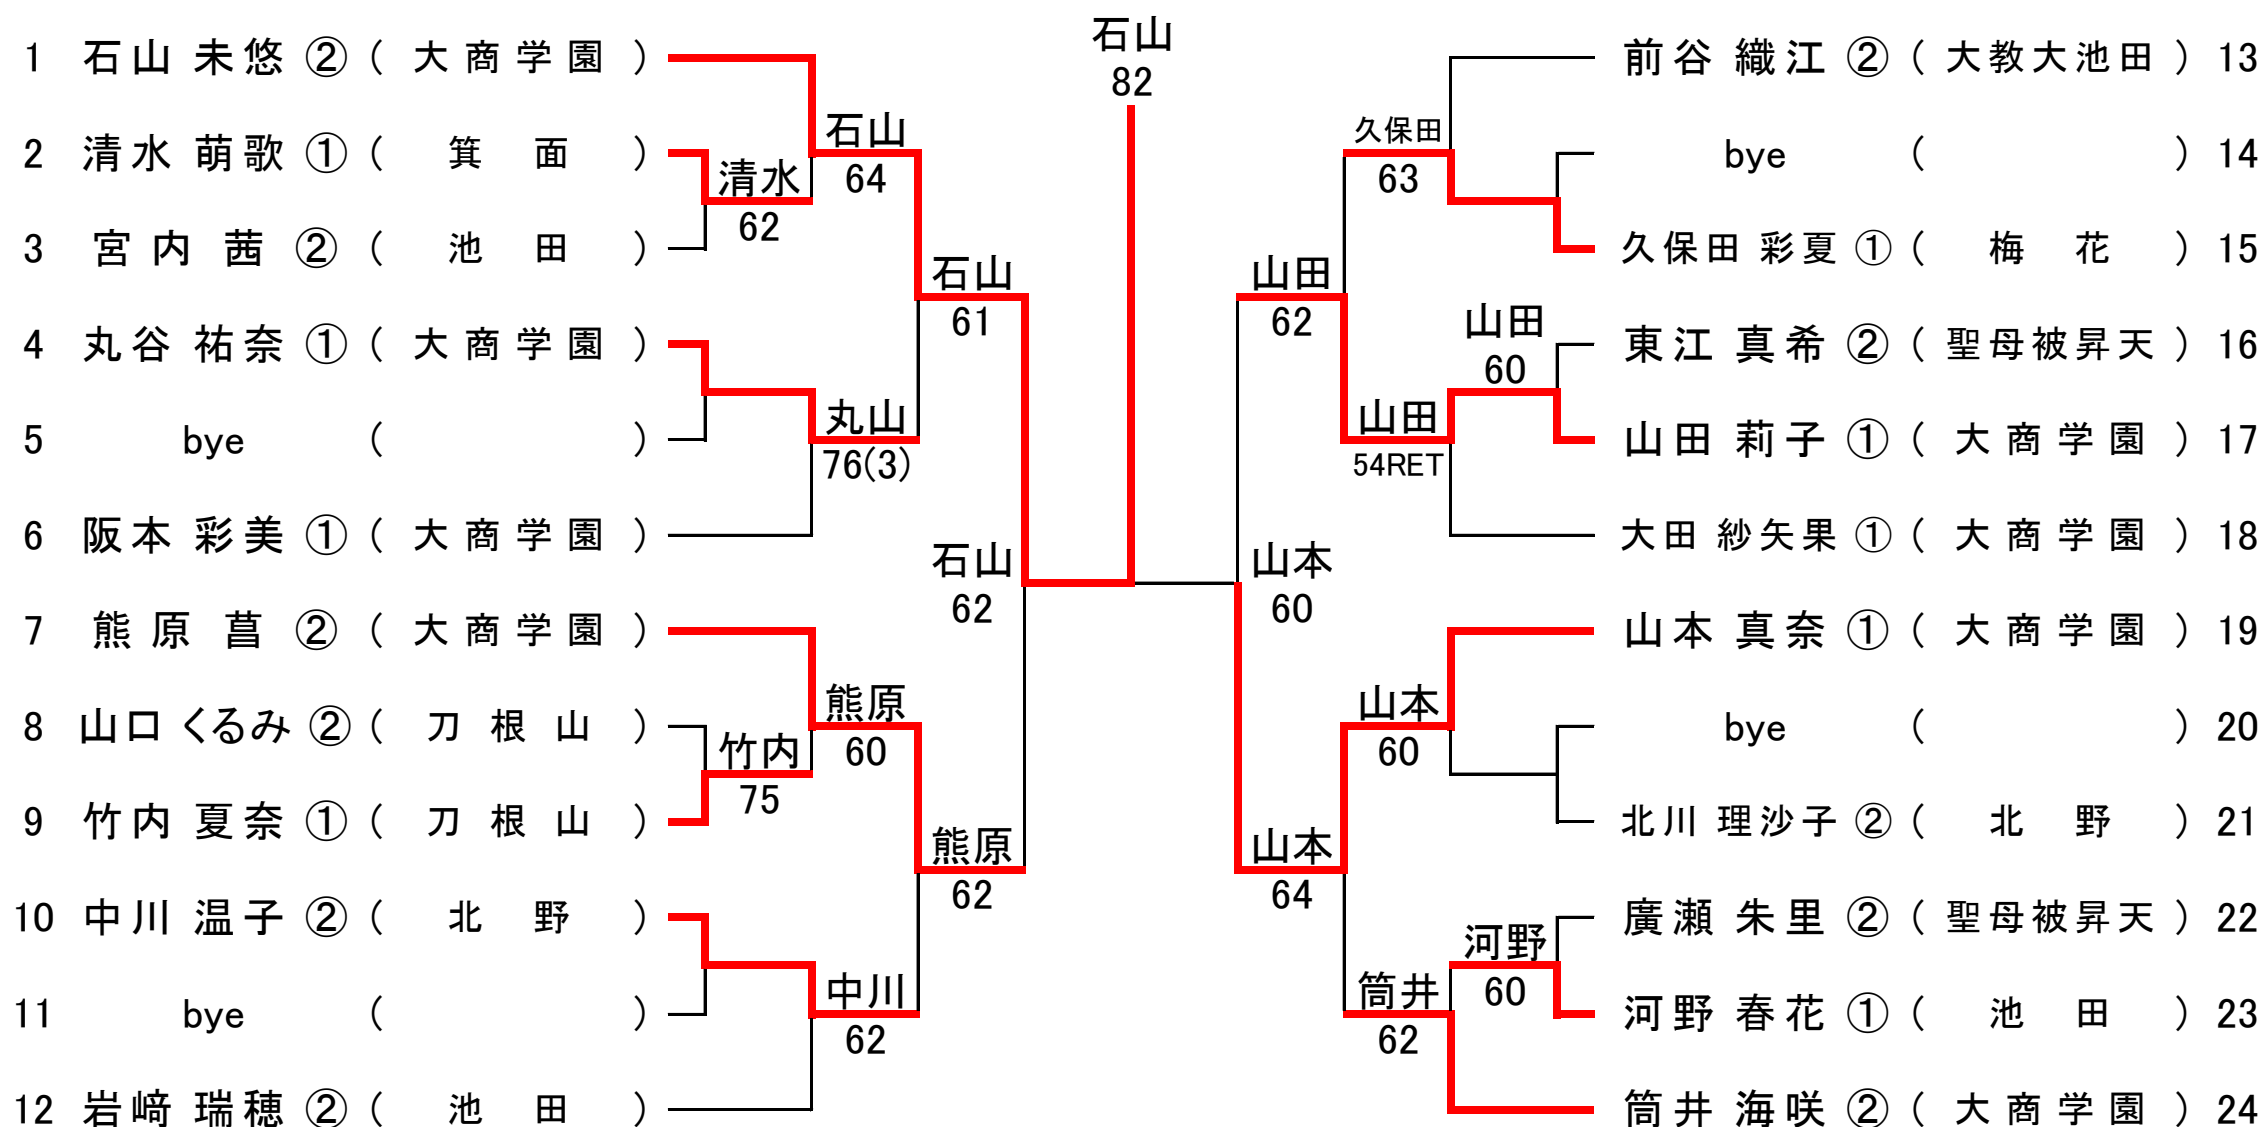 石山
82
1 石山 未悠 ② ( 大商学園 )
2 清水 萌歌 ① ( 箕面 )
3 宮内 茜 ② ( 池田 )
4 丸谷 祐奈 ① ( 大商学園 )
5 bye ( )
6 阪本 彩美 ① ( 大商学園 )
7 熊原 菖 ② ( 大商学園 )
8 山口 くるみ ② ( 刀根山 )
9 竹内 夏奈 ① ( 刀根山 )
10 中川 温子 ② ( 北野 )
11 bye ( )
12 岩﨑 瑞穂 ② ( 池田 )
清水
62
竹内
75
石山
64
丸山
76(3)
熊原
60
中川
62
石山
61
熊原
62
石山
62
山本
60
山田
62
山本
64
久保田
63
山田
54RET
山本
60
筒井
62
山田
60
河野
60
前谷 織江 ② ( 大教大池田 ) 13
bye ( ) 14
久保田 彩夏 ① ( 梅花 ) 15
東江 真希 ② ( 聖母被昇天 ) 16
山田 莉子 ① ( 大商学園 ) 17
大田 紗矢果 ① ( 大商学園 ) 18
山本 真奈 ① ( 大商学園 ) 19
bye ( ) 20
北川 理沙子 ② ( 北野 ) 21
廣瀬 朱里 ② ( 聖母被昇天 ) 22
河野 春花 ① ( 池田 ) 23
筒井 海咲 ② ( 大商学園 ) 24